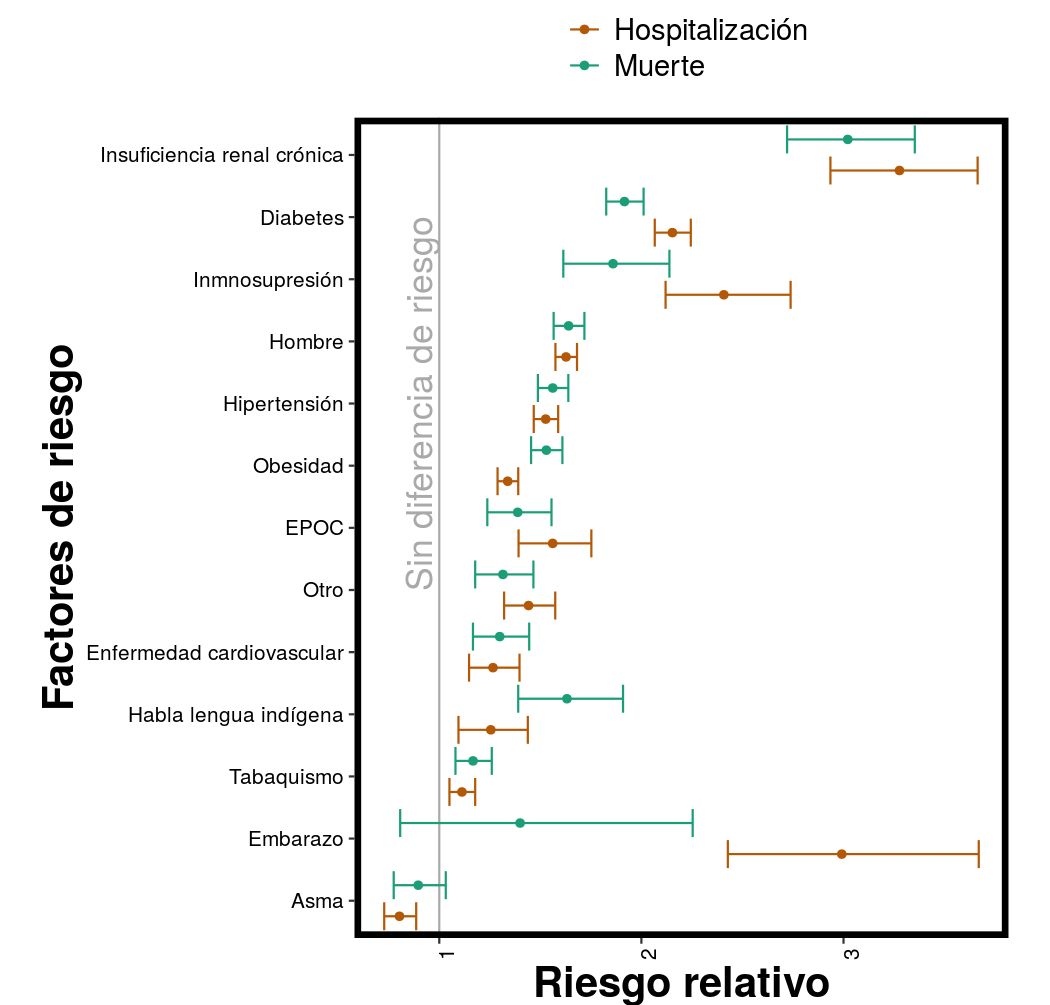 Hospitalización
Muerte
Factores de riesgo
Insuficiencia renal crónica
Diabetes
Inmnosupresión
Hombre
Hipertensión
Obesidad
EPOC
Otro
Enfermedad cardiovascular
Habla lengua indígena
Tabaquismo
Embarazo
Asma
Sin diferencia de riesgo
1
2
3
Riesgo relativo